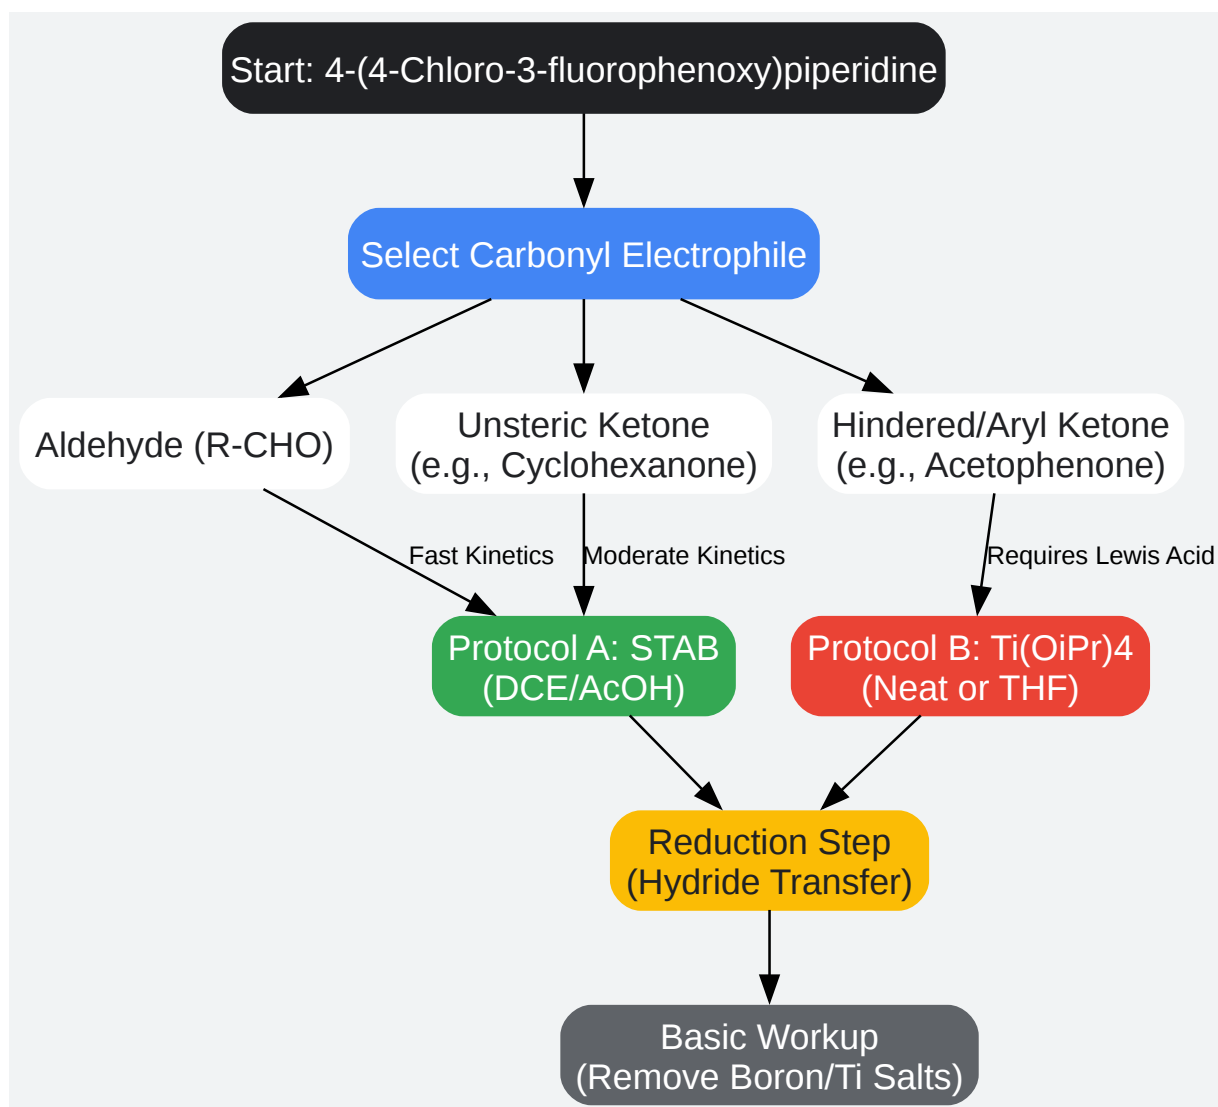 Start: 4-(4-Chloro-3-fluorophenoxy)piperidine
Select Carbonyl Electrophile
Aldehyde (R-CHO)
Unsteric Ketone
(e.g., Cyclohexanone)
Hindered/Aryl Ketone
(e.g., Acetophenone)
Fast Kinetics
Moderate Kinetics
Requires Lewis Acid
Protocol A: STAB
(DCE/AcOH)
Protocol B: Ti(OiPr)4
(Neat or THF)
Reduction Step
(Hydride Transfer)
Basic Workup
(Remove Boron/Ti Salts)